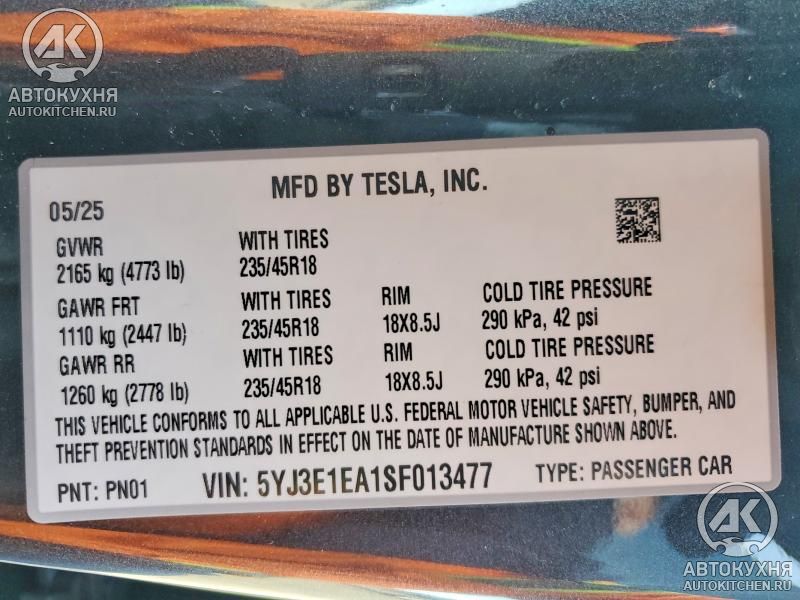 АК
АВТОКУХНЯ
AUTOKITCHEN.RU
MFD BY TESLA, INC.
05/25
GVWR WITH TIRES
2165 kg (4773 lb) 235/45R18
GAWR FRT WITH TIRES RIM COLD TIRE PRESSURE
1110 kg (2447 lb) 235/45R18 18X8.5J 290 kPa, 42 psi
GAWR RR WITH TIRES RIM COLD TIRE PRESSURE
1260 kg (2778 lb) 235/45R18 18X8.5J 290 kPa, 42 psi
THIS VEHICLE CONFORMS TO ALL APPLICABLE U.S. FEDERAL MOTOR VEHICLE SAFETY, BUMPER, AND
THEFT PREVENTION STANDARDS IN EFFECT ON THE DATE OF MANUFACTURE SHOWN ABOVE.
PNT: PN01 VIN: 5YJ3E1EA1SF013477 TYPE: PASSENGER CAR
АК
АВТОКУХНЯ
AUTOKITCHEN.RU